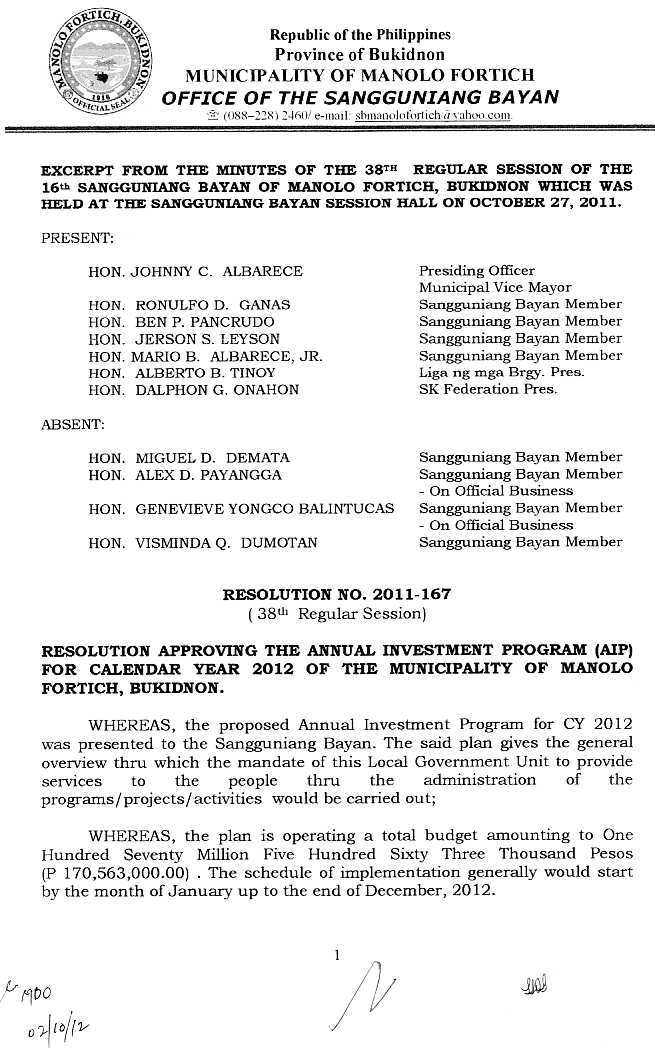 MANOLO FORTICH, BUKIDNON
1916
OFFICIAL SEAL
Republic of the Philippines
Province of Bukidnon
MUNICIPALITY OF MANOLO FORTICH
OFFICE OF THE SANGGUNIANG BAYAN
☏ (088–228) 2460/ e-mail: sbmanolofortich@yahoo.com.
EXCERPT FROM THE MINUTES OF THE 38TH REGULAR SESSION OF THE
16th SANGGUNIANG BAYAN OF MANOLO FORTICH, BUKIDNON WHICH WAS
HELD AT THE SANGGUNIANG BAYAN SESSION HALL ON OCTOBER 27, 2011.
PRESENT:
HON. JOHNNY C. ALBARECE Presiding Officer
Municipal Vice Mayor
HON. RONULFO D. GANAS Sangguniang Bayan Member
HON. BEN P. PANCRUDO Sangguniang Bayan Member
HON. JERSON S. LEYSON Sangguniang Bayan Member
HON. MARIO B. ALBARECE, JR. Sangguniang Bayan Member
HON. ALBERTO B. TINOY Liga ng mga Brgy. Pres.
HON. DALPHON G. ONAHON SK Federation Pres.
ABSENT:
HON. MIGUEL D. DEMATA Sangguniang Bayan Member
HON. ALEX D. PAYANGGA Sangguniang Bayan Member
- On Official Business
HON. GENEVIEVE YONGCO BALINTUCAS Sangguniang Bayan Member
- On Official Business
HON. VISMINDA Q. DUMOTAN Sangguniang Bayan Member
RESOLUTION NO. 2011-167
( 38th Regular Session)
RESOLUTION APPROVING THE ANNUAL INVESTMENT PROGRAM (AIP)
FOR CALENDAR YEAR 2012 OF THE MUNICIPALITY OF MANOLO
FORTICH, BUKIDNON.
WHEREAS, the proposed Annual Investment Program for CY 2012
was presented to the Sangguniang Bayan. The said plan gives the general
overview thru which the mandate of this Local Government Unit to provide
services to the people thru the administration of the
programs/projects/activities would be carried out;
WHEREAS, the plan is operating a total budget amounting to One
Hundred Seventy Million Five Hundred Sixty Three Thousand Pesos
(P 170,563,000.00) . The schedule of implementation generally would start
by the month of January up to the end of December, 2012.
1
02/10/12